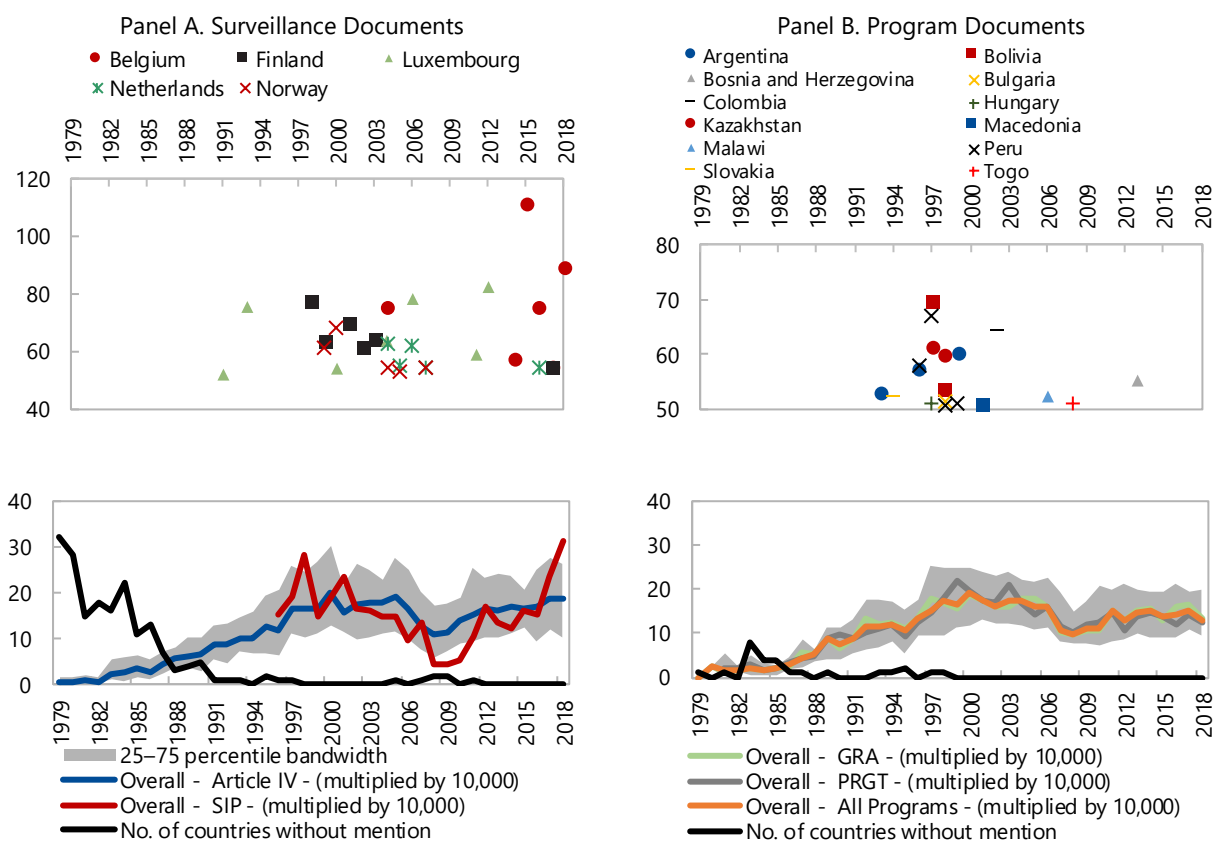 Panel A. Surveillance Documents
Belgium Finland Luxembourg
Netherlands Norway
1979 1982 1985 1988 1991 1994 1997 2000 2003 2006 2009 2012 2015 2018
120
100
80
60
40
40
30
20
10
0
1979 1982 1985 1988 1991 1994 1997 2000 2003 2006 2009 2012 2015 2018
25–75 percentile bandwidth
Overall - Article IV - (multiplied by 10,000)
Overall - SIP - (multiplied by 10,000)
No. of countries without mention
Panel B. Program Documents
Argentina Bolivia
Bosnia and Herzegovina Bulgaria
Colombia Hungary
Kazakhstan Macedonia
Malawi Peru
Slovakia Togo
1979 1982 1985 1988 1991 1994 1997 2000 2003 2006 2009 2012 2015 2018
80
70
60
50
40
30
20
10
0
1979 1982 1985 1988 1991 1994 1997 2000 2003 2006 2009 2012 2015 2018
Overall - GRA - (multiplied by 10,000)
Overall - PRGT - (multiplied by 10,000)
Overall - All Programs - (multiplied by 10,000)
No. of countries without mention